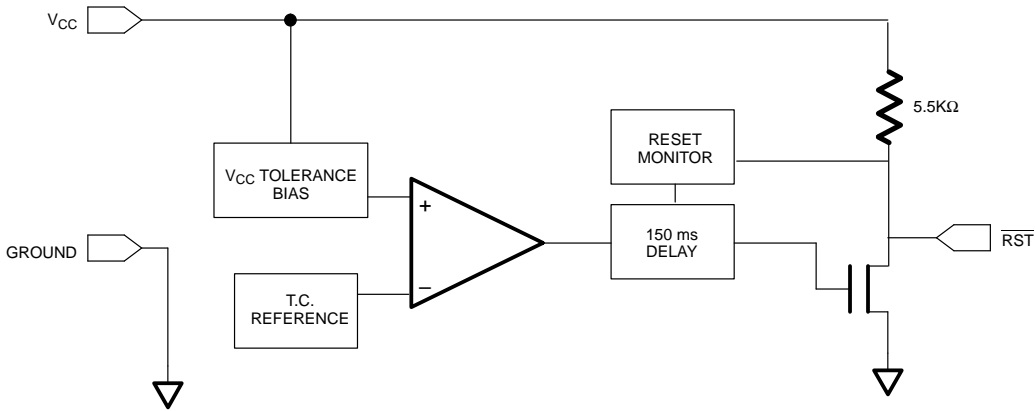 VCC
5.5KΩ
RESET
MONITOR
VCC TOLERANCE
BIAS
+
150 ms
DELAY
RST
GROUND
−
T.C.
REFERENCE